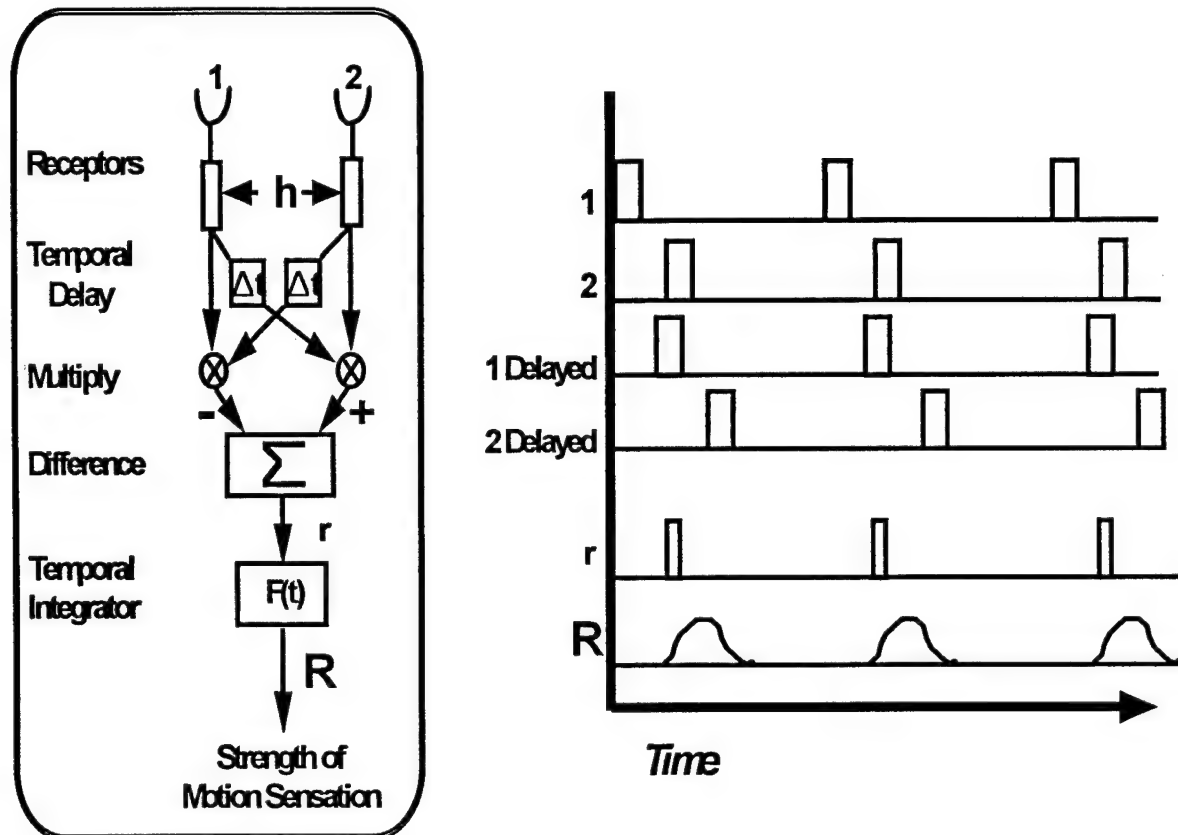 1 2
Receptors
h
Temporal
Delay
Δt Δt
Multiply
X X
- +
Difference
Σ
r
Temporal
Integrator
F(t)
R
Strength of
Motion Sensation
1
2
1 Delayed
2 Delayed
r
R
Time